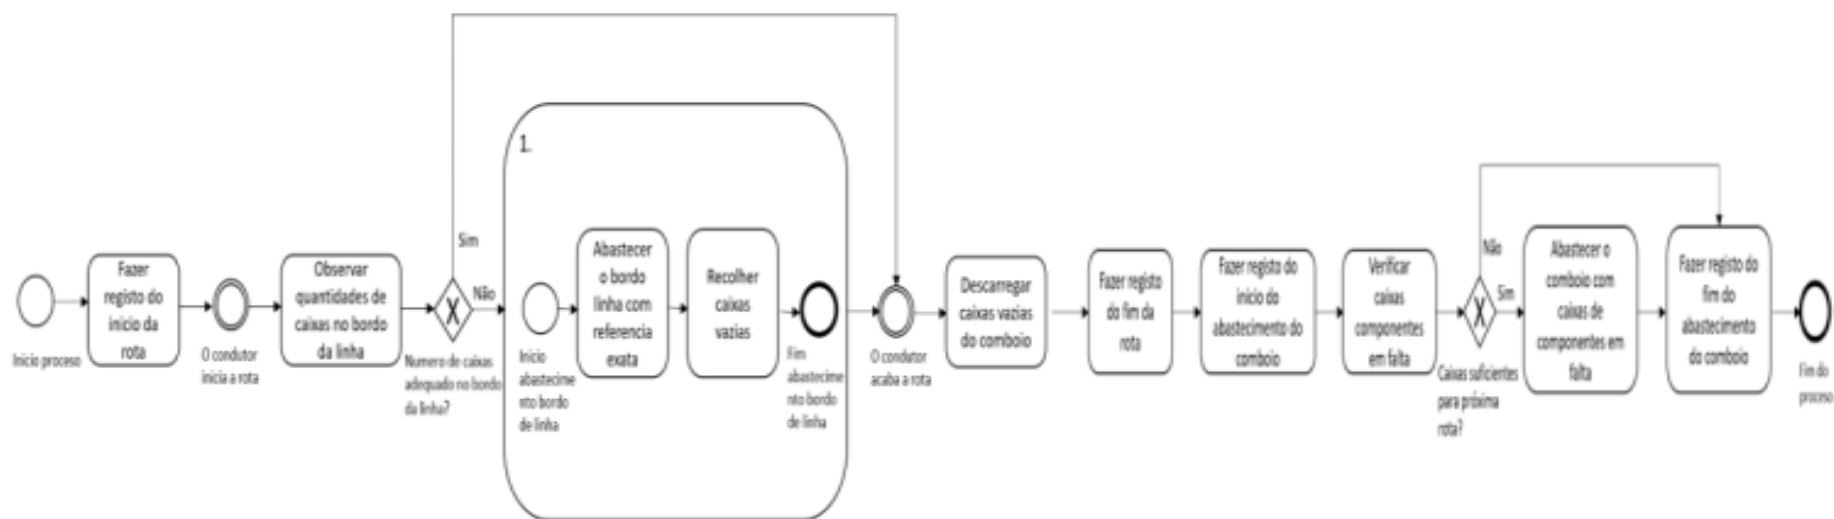 Inicio proceso
Fazer
registo do
inicio da
rota
O condutor
inicia a rota
Observar
quantidades de
caixas no bordo
da linha
Sim
Não
Numero de caixas
adequado no bordo
da linha?
1.
Inicio
abastecime
nto bordo
de linha
Abastecer
o bordo
linha com
referencia
exata
Recolher
caixas
vazias
Fim
abastecime
nto bordo
de linha
O condutor
acaba a rota
Descarregar
caixas vazias
do comboio
Fazer registo
do fim da
rota
Fazer registo do
inicio do
abastecimento do
comboio
Verificar
caixas
componentes
em falta
Não
Sim
Caixas suficientes
para próxima
rota?
Abastecer o
comboio com
caixas de
componentes em
falta
Fazer registo do
fim do
abastecimento
do comboio
Fim do
proceso